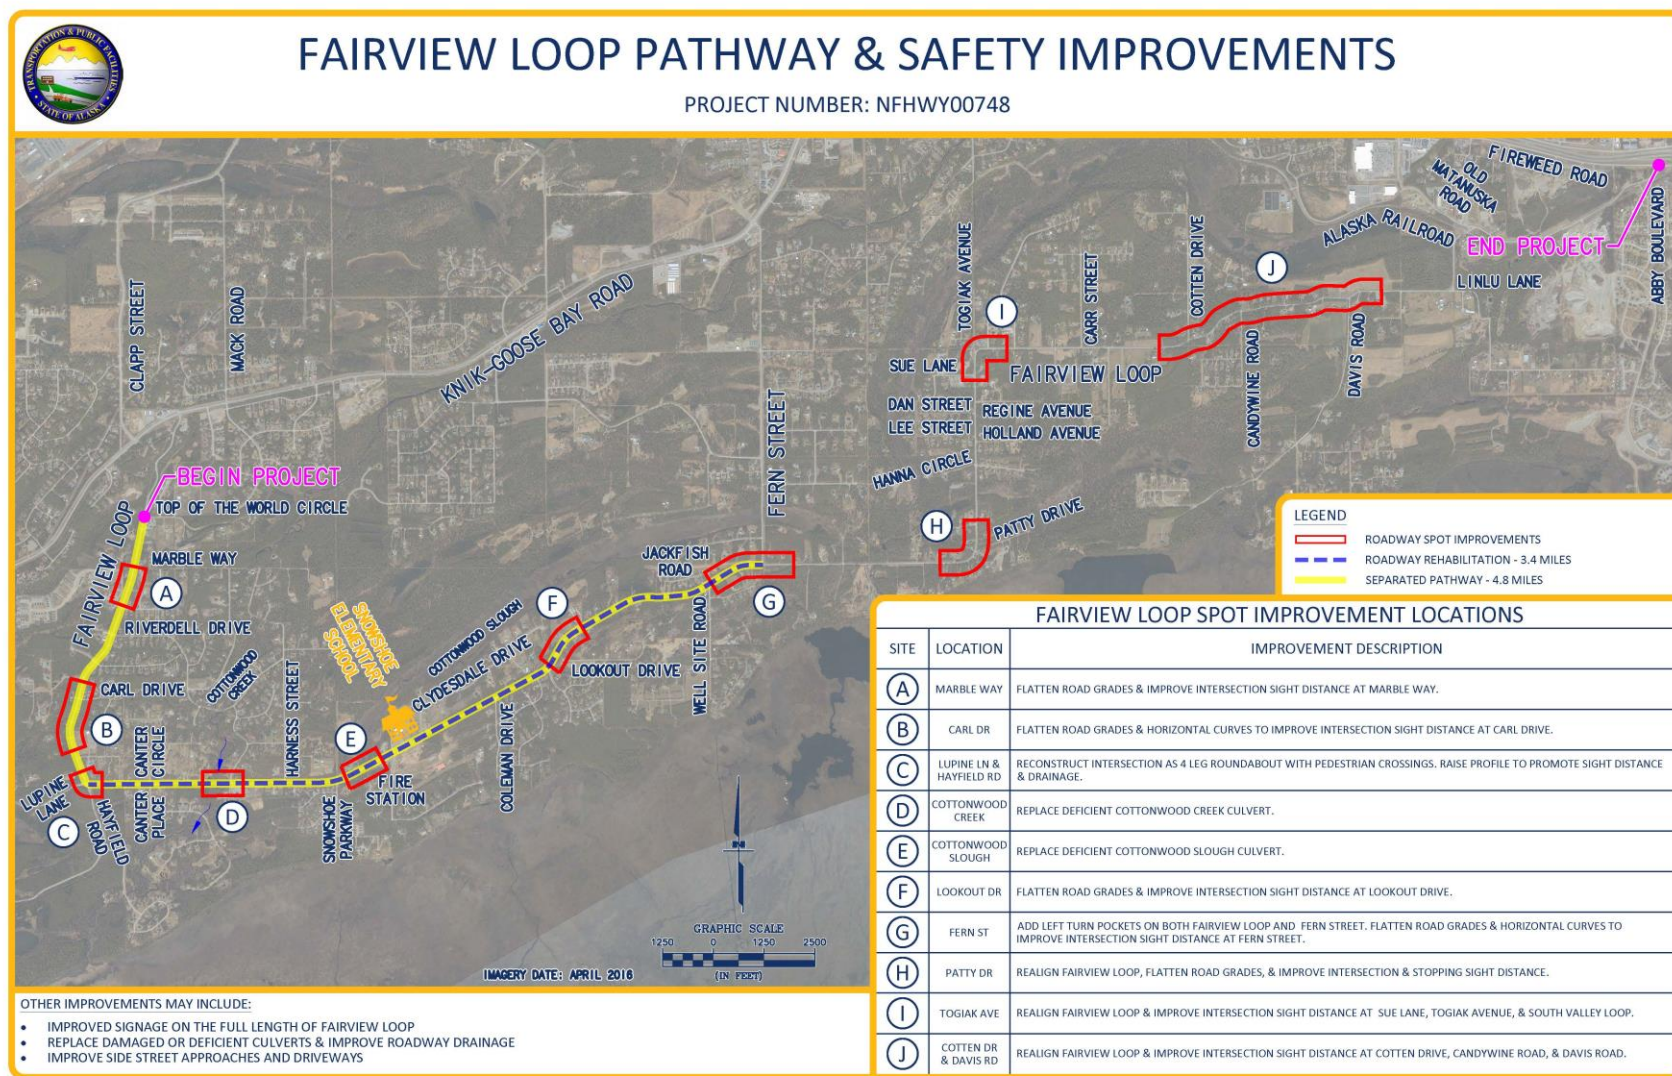 TRANSPORTATION & PUBLIC FACILITIES
STATE OF ALASKA
FAIRVIEW LOOP PATHWAY & SAFETY IMPROVEMENTS
PROJECT NUMBER: NFHWY00748
FIREWEED ROAD
OLD
MATANUSKA
ROAD
ALASKA RAILROAD
END PROJECT
ABBY BOULEVARD
LINLU LANE
CLAPP STREET
MACK ROAD
KNIK-GOOSE BAY ROAD
TOGIAK AVENUE
I
CARR STREET
COTTEN DRIVE
J
SUE LANE
FAIRVIEW LOOP
CANDYWINE ROAD
DAVIS ROAD
DAN STREET
REGINE AVENUE
LEE STREET
HOLLAND AVENUE
FERN STREET
HANNA CIRCLE
BEGIN PROJECT
TOP OF THE WORLD CIRCLE
FAIRVIEW LOOP
MARBLE WAY
A
RIVERDELL DRIVE
H
PATTY DRIVE
JACKFISH
ROAD
G
WELL SITE ROAD
F
LOOKOUT DRIVE
COTTONWOOD SLOUGH
CLYDESDALE DRIVE
SNOWSHOE
ELEMENTARY
SCHOOL
COTTONWOOD
CREEK
CARL DRIVE
B
HARNESS STREET
CANTER
CIRCLE
E
FIRE
STATION
COLEMAN DRIVE
LUPINE
LANE
C
HAYFIELD
ROAD
CANTER
PLACE
D
SNOWSHOE
PARKWAY
N
GRAPHIC SCALE
1250 0 1250 2500
(IN FEET)
IMAGERY DATE: APRIL 2016
LEGEND
ROADWAY SPOT IMPROVEMENTS
ROADWAY REHABILITATION - 3.4 MILES
SEPARATED PATHWAY - 4.8 MILES
FAIRVIEW LOOP SPOT IMPROVEMENT LOCATIONS
SITE LOCATION IMPROVEMENT DESCRIPTION
A MARBLE WAY FLATTEN ROAD GRADES & IMPROVE INTERSECTION SIGHT DISTANCE AT MARBLE WAY.
B CARL DR FLATTEN ROAD GRADES & HORIZONTAL CURVES TO IMPROVE INTERSECTION SIGHT DISTANCE AT CARL DRIVE.
C LUPINE LN & HAYFIELD RD RECONSTRUCT INTERSECTION AS 4 LEG ROUNDABOUT WITH PEDESTRIAN CROSSINGS. RAISE PROFILE TO PROMOTE SIGHT DISTANCE
& DRAINAGE.
D COTTONWOOD CREEK REPLACE DEFICIENT COTTONWOOD CREEK CULVERT.
E COTTONWOOD SLOUGH REPLACE DEFICIENT COTTONWOOD SLOUGH CULVERT.
F LOOKOUT DR FLATTEN ROAD GRADES & IMPROVE INTERSECTION SIGHT DISTANCE AT LOOKOUT DRIVE.
G FERN ST ADD LEFT TURN POCKETS ON BOTH FAIRVIEW LOOP AND FERN STREET. FLATTEN ROAD GRADES & HORIZONTAL CURVES TO
IMPROVE INTERSECTION SIGHT DISTANCE AT FERN STREET.
H PATTY DR REALIGN FAIRVIEW LOOP, FLATTEN ROAD GRADES, & IMPROVE INTERSECTION & STOPPING SIGHT DISTANCE.
I TOGIAK AVE REALIGN FAIRVIEW LOOP & IMPROVE INTERSECTION SIGHT DISTANCE AT SUE LANE, TOGIAK AVENUE, & SOUTH VALLEY LOOP.
J COTTEN DR & DAVIS RD REALIGN FAIRVIEW LOOP & IMPROVE INTERSECTION SIGHT DISTANCE AT COTTEN DRIVE, CANDYWINE ROAD, & DAVIS ROAD.
OTHER IMPROVEMENTS MAY INCLUDE:
• IMPROVED SIGNAGE ON THE FULL LENGTH OF FAIRVIEW LOOP
• REPLACE DAMAGED OR DEFICIENT CULVERTS & IMPROVE ROADWAY DRAINAGE
• IMPROVE SIDE STREET APPROACHES AND DRIVEWAYS